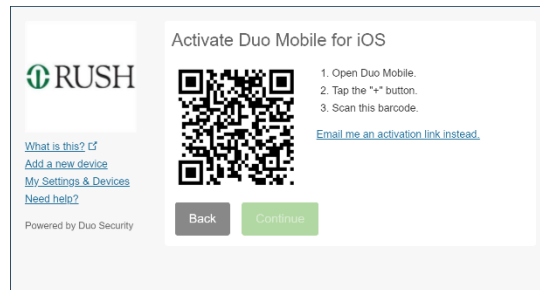 RUSH
What is this?
Add a new device
My Settings & Devices
Need help?
Powered by Duo Security
Activate Duo Mobile for iOS
1. Open Duo Mobile.
2. Tap the "+" button.
3. Scan this barcode.
Email me an activation link instead.
Back
Continue